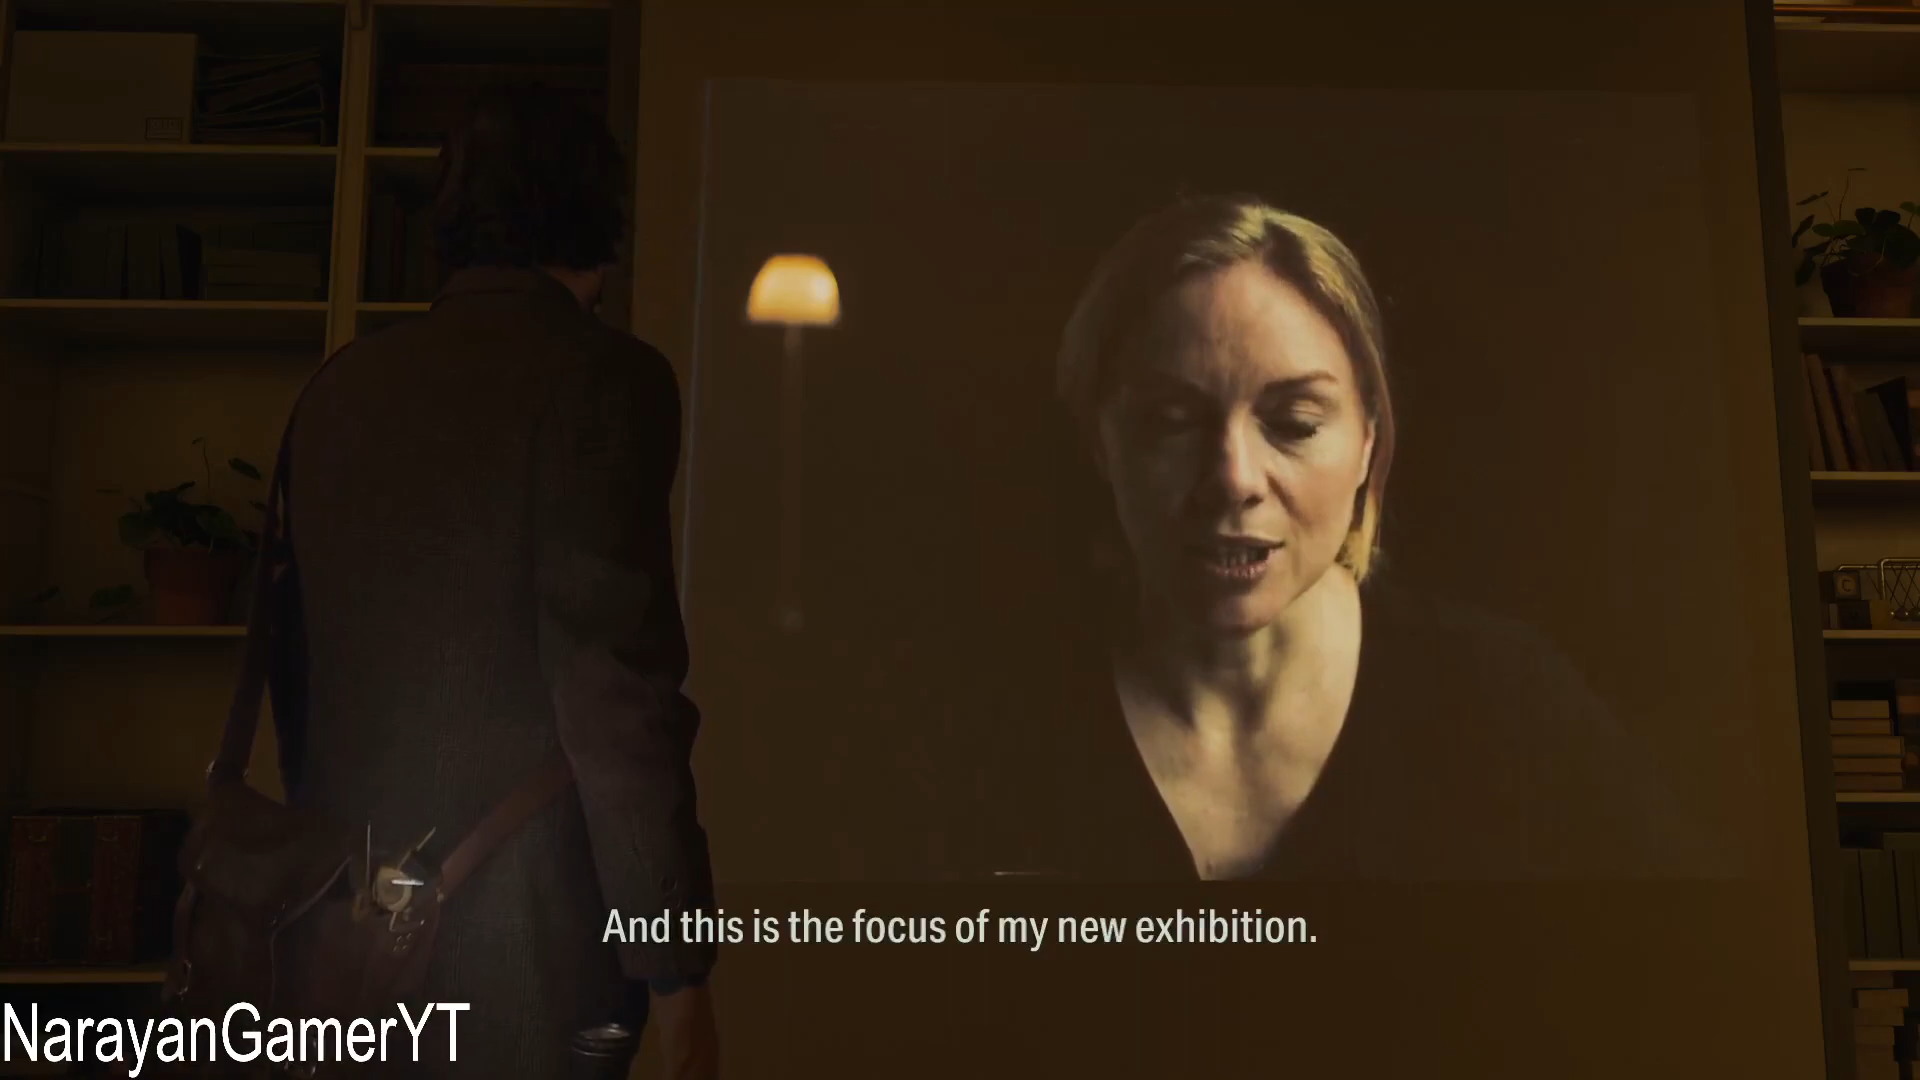 And this is the focus of my new exhibition.
NarayanGamerYT